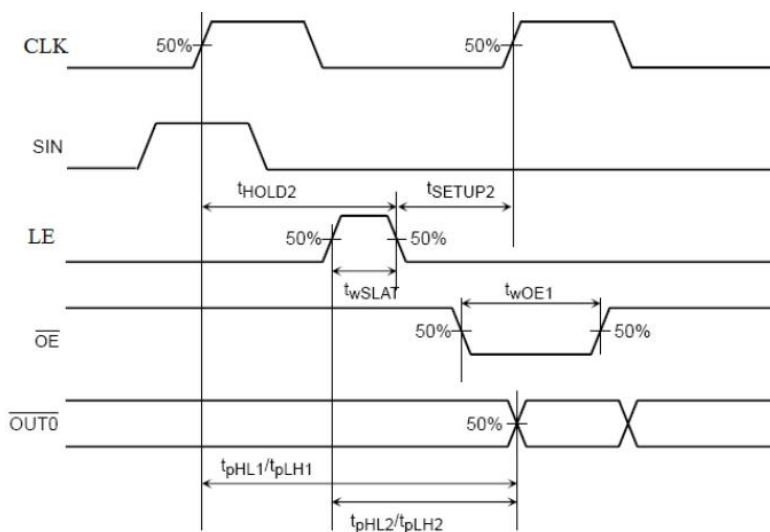 CLK
50%
50%
SIN
tHOLD2
tSETUP2
LE
50%
50%
twSLAT
twOE1
OE
50%
50%
OUT0
50%
tpHL1/tpLH1
tpHL2/tpLH2